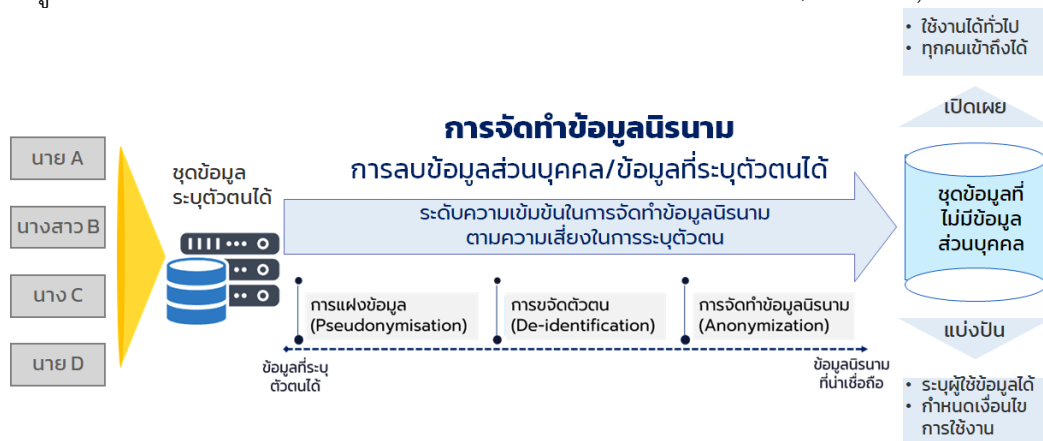 • ใช้งานได้ทั่วไป
• ทุกคนเข้าถึงได้
เปิดเผย
การจัดทำข้อมูลนิรนาม
การลบข้อมูลส่วนบุคคล/ข้อมูลที่ระบุตัวตนได้
นาย A
นางสาว B
นาง C
นาย D
ชุดข้อมูล
ระบุตัวตนได้
ระดับความเข้มข้นในการจัดทำข้อมูลนิรนาม
ตามความเสี่ยงในการระบุตัวตน
ชุดข้อมูลที่
ไม่มีข้อมูล
ส่วนบุคคล
การแฝงข้อมูล
(Pseudonymisation)
การขจัดตัวตน
(De-identification)
การจัดทำข้อมูลนิรนาม
(Anonymization)
ข้อมูลที่ระบุ
ตัวตนได้
ข้อมูลนิรนาม
ที่น่าเชื่อถือ
แบ่งปัน
• ระบุผู้ใช้ข้อมูลได้
• กำหนดเงื่อนไข
การใช้งาน